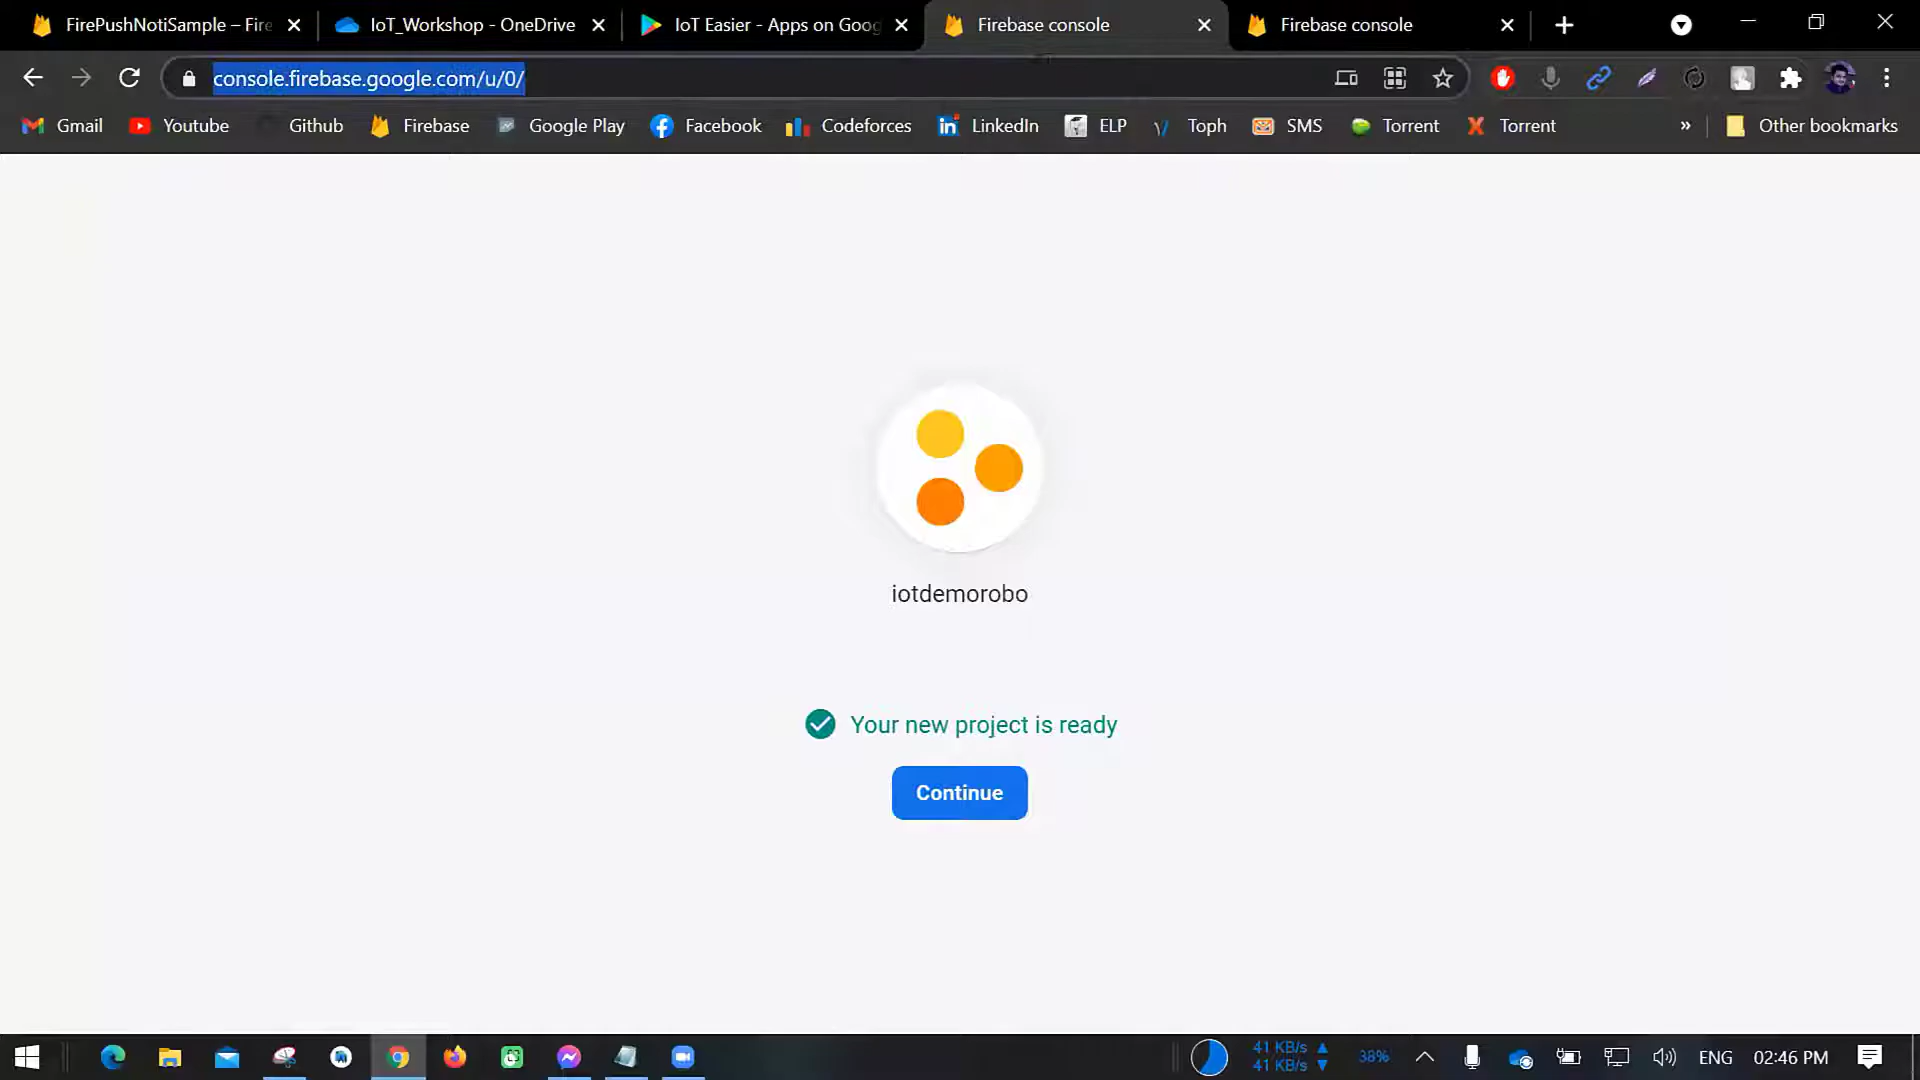 FirePushNotiSample – Fire
IoT_Workshop - OneDrive
IoT Easier - Apps on Goog
Firebase console
Firebase console
console.firebase.google.com/u/0/
Gmail
Youtube
Github
Firebase
Google Play
Facebook
Codeforces
LinkedIn
ELP
Toph
SMS
Torrent
Torrent
»
Other bookmarks
iotdemorobo
Your new project is ready
Continue
41 KB/s
41 KB/s
38%
ENG
02:46 PM